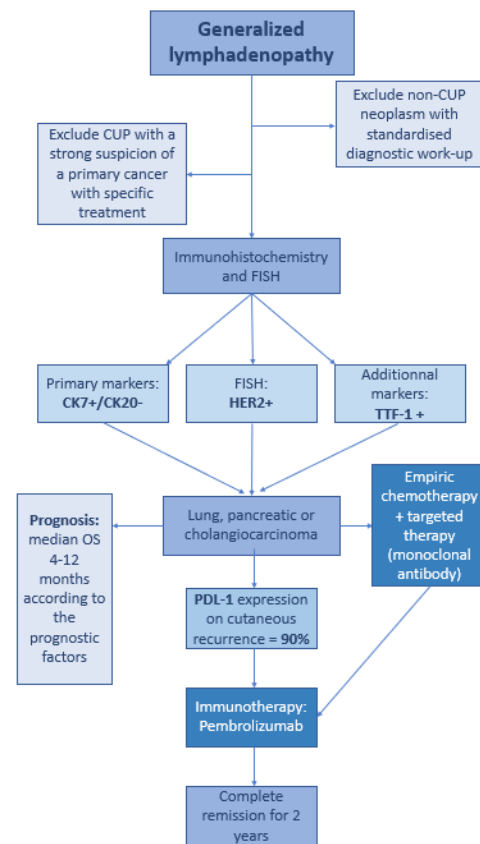 Generalized
lymphadenopathy
Exclude non-CUP
neoplasm with
standardised
diagnostic work-up
Exclude CUP with a
strong suspicion of
a primary cancer
with specific
treatment
Immunohistochemistry
and FISH
Primary markers:
CK7+/CK20-
FISH:
HER2+
Additionnal
markers:
TTF-1 +
Prognosis:
median OS
4-12
months
according to
the
prognostic
factors
Lung, pancreatic or
cholangiocarcinoma
Empiric
chemotherapy
+ targeted
therapy
(monoclonal
antibody)
PDL-1 expression
on cutaneous
recurrence = 90%
Immunotherapy:
Pembrolizumab
Complete
remission for 2
years